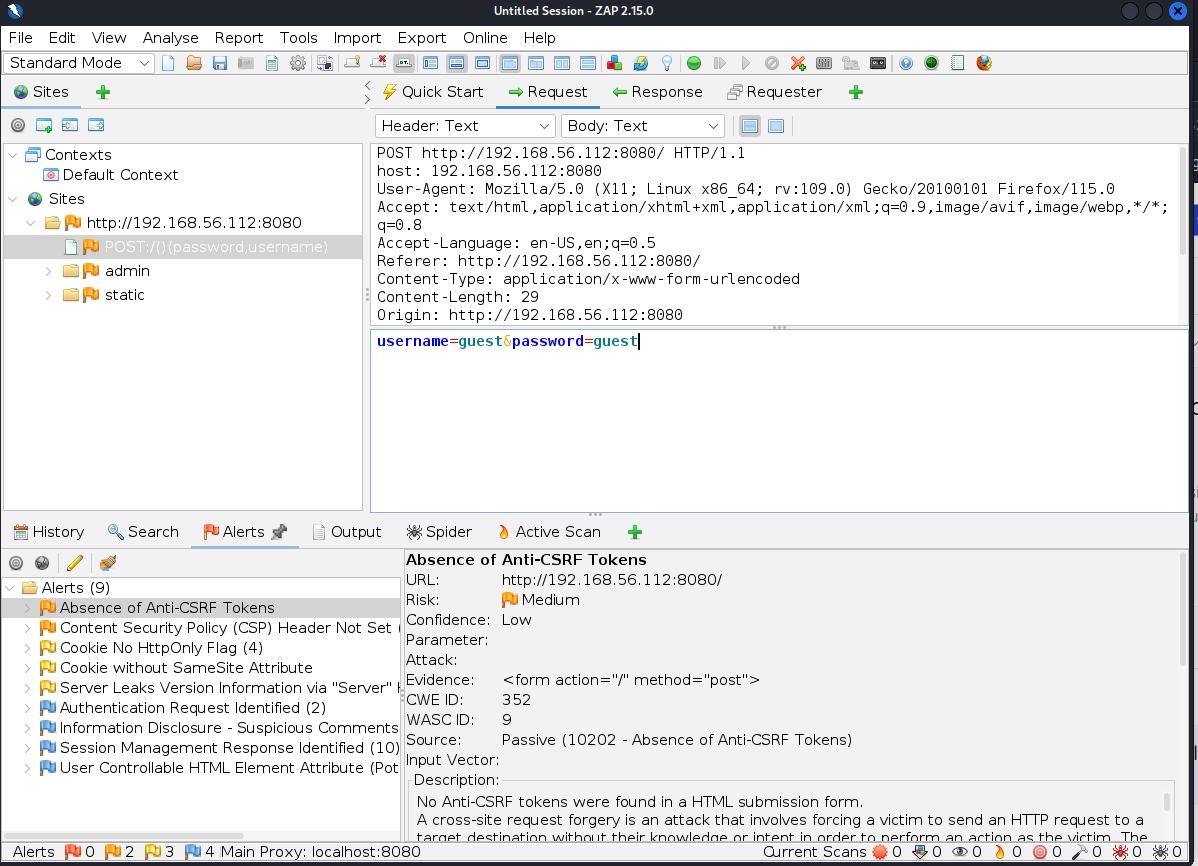 Untitled Session - ZAP 2.15.0
File Edit View Analyse Report Tools Import Export Online Help
Standard Mode
Sites
Quick Start Request Response Requester
Header: Text Body: Text
Contexts
Default Context
Sites
http://192.168.56.112:8080
POST:/()(password,username)
admin
static
POST http://192.168.56.112:8080/ HTTP/1.1
host: 192.168.56.112:8080
User-Agent: Mozilla/5.0 (X11; Linux x86_64; rv:109.0) Gecko/20100101 Firefox/115.0
Accept: text/html,application/xhtml+xml,application/xml;q=0.9,image/avif,image/webp,*/*;
q=0.8
Accept-Language: en-US,en;q=0.5
Referer: http://192.168.56.112:8080/
Content-Type: application/x-www-form-urlencoded
Content-Length: 29
Origin: http://192.168.56.112:8080
username=guest&password=guest
History Search Alerts Output Spider Active Scan
Alerts (9)
Absence of Anti-CSRF Tokens
Content Security Policy (CSP) Header Not Set (
Cookie No HttpOnly Flag (4)
Cookie without SameSite Attribute
Server Leaks Version Information via "Server"
Authentication Request Identified (2)
Information Disclosure - Suspicious Comments
Session Management Response Identified (10)
User Controllable HTML Element Attribute (Pot
Absence of Anti-CSRF Tokens
URL: http://192.168.56.112:8080/
Risk: Medium
Confidence: Low
Parameter:
Attack:
Evidence: <form action="/" method="post">
CWE ID: 352
WASC ID: 9
Source: Passive (10202 - Absence of Anti-CSRF Tokens)
Input Vector:
Description:
No Anti-CSRF tokens were found in a HTML submission form.
A cross-site request forgery is an attack that involves forcing a victim to send an HTTP request to a
target destination without their knowledge or intent in order to perform an action as the victim. The
Alerts 0 2 3 4 Main Proxy: localhost:8080
Current Scans 0 0 0 0 0 0 0 0